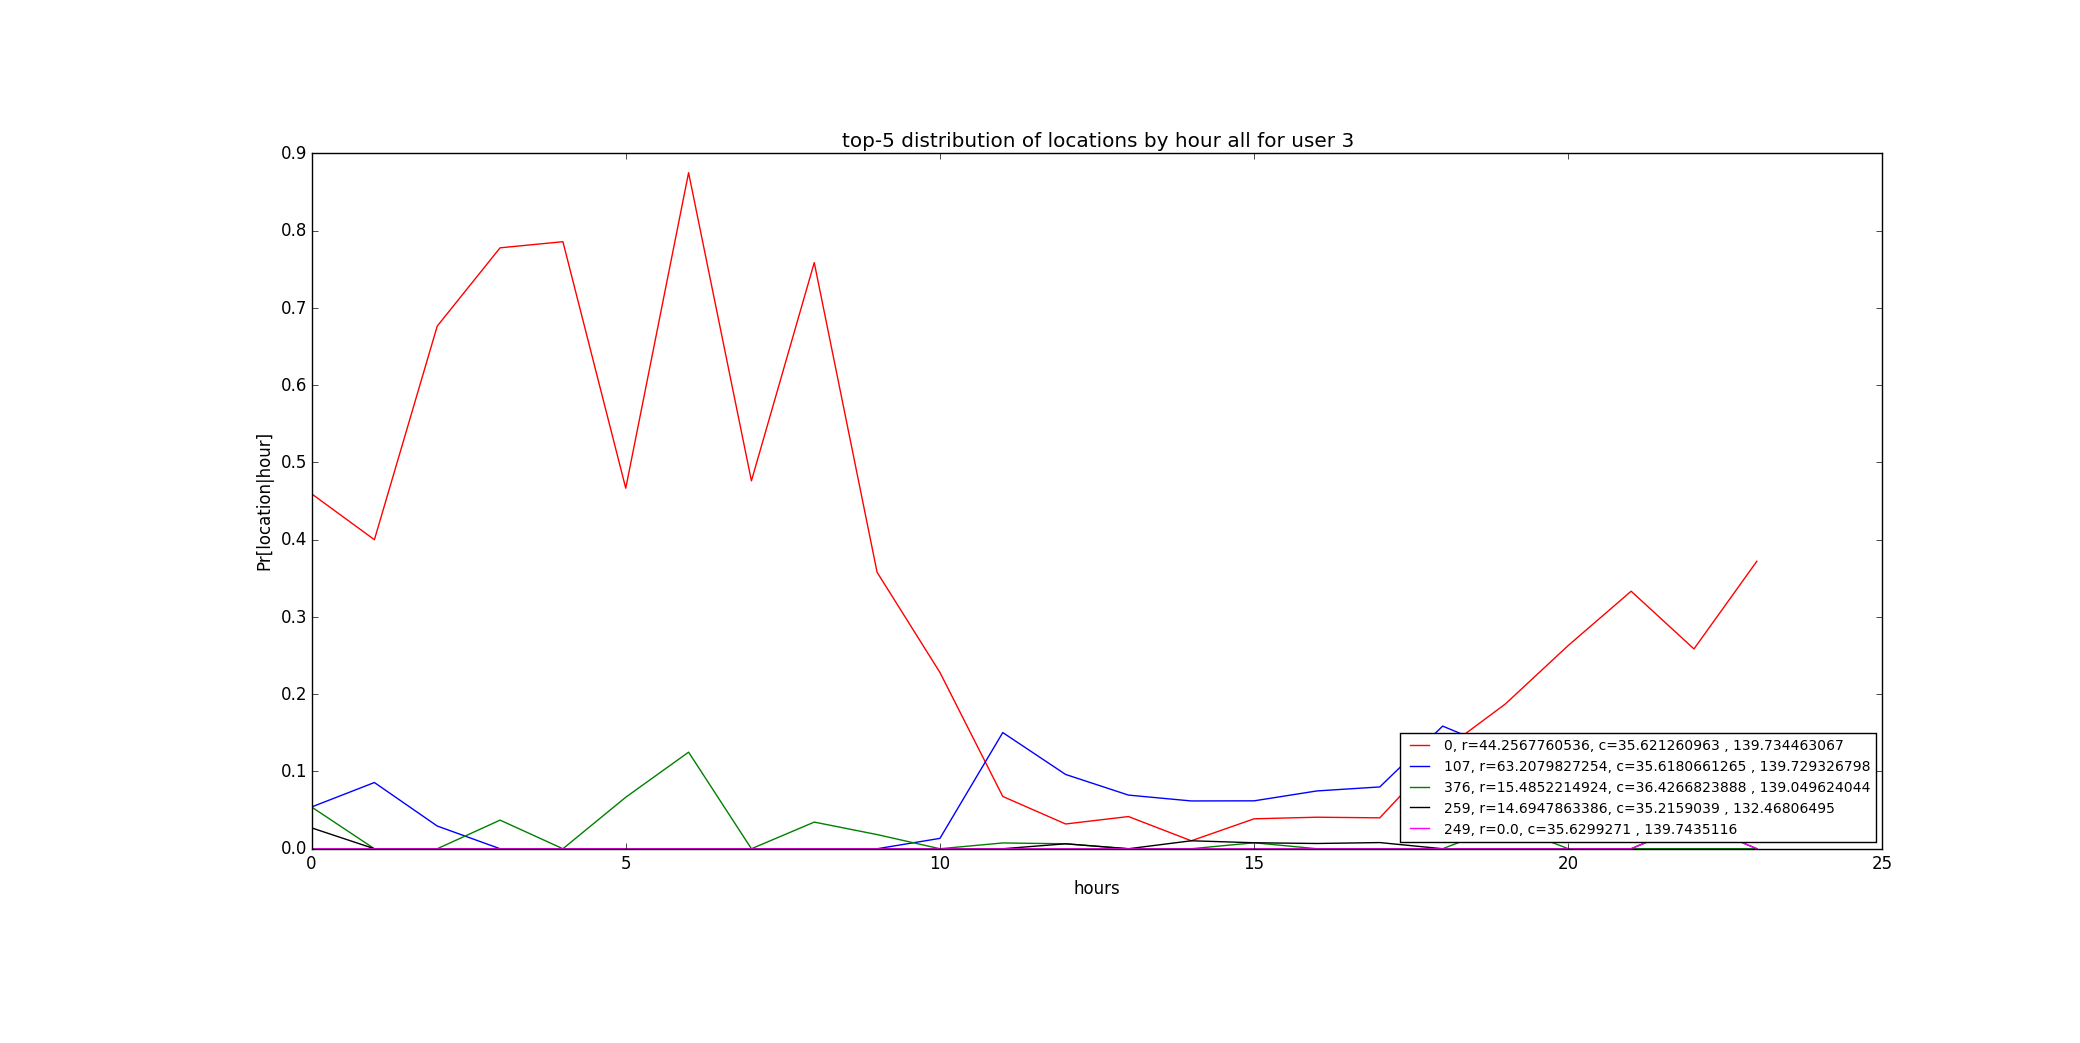 top-5 distribution of locations by hour all for user 3
0.9
0.8
0.7
0.6
0.5
0.4
0.3
0.2
0.1
0.0
Pr[location|hour]
0, r=44.2567760536, c=35.621260963 , 139.734463067
107, r=63.2079827254, c=35.6180661265 , 139.729326798
376, r=15.4852214924, c=36.4266823888 , 139.049624044
259, r=14.6947863386, c=35.2159039 , 132.46806495
249, r=0.0, c=35.6299271 , 139.7435116
0 5 10 15 20 25
hours